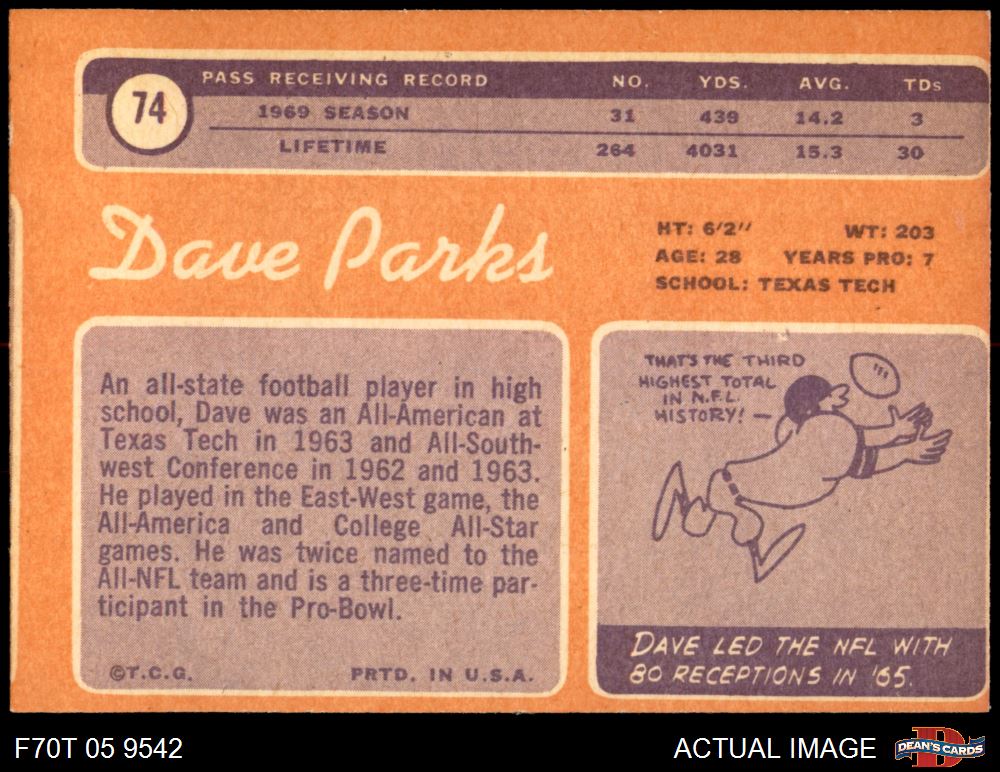 74
PASS RECEIVING RECORD NO. YDS. AVG. TDs
1969 SEASON 31 439 14.2 3
LIFETIME 264 4031 15.3 30
Dave Parks
HT: 6'2" WT: 203
AGE: 28 YEARS PRO: 7
SCHOOL: TEXAS TECH
An all-state football player in high
school, Dave was an All-American at
Texas Tech in 1963 and All-South-
west Conference in 1962 and 1963.
He played in the East-West game, the
All-America and College All-Star
games. He was twice named to the
All-NFL team and is a three-time par-
ticipant in the Pro-Bowl.
©T.C.G. PRTD. IN U.S.A.
THAT'S THE THIRD
HIGHEST TOTAL
IN N.F.L.
HISTORY!
DAVE LED THE NFL WITH
80 RECEPTIONS IN '65.
F70T 05 9542
ACTUAL IMAGE
D
DEAN'S CARDS